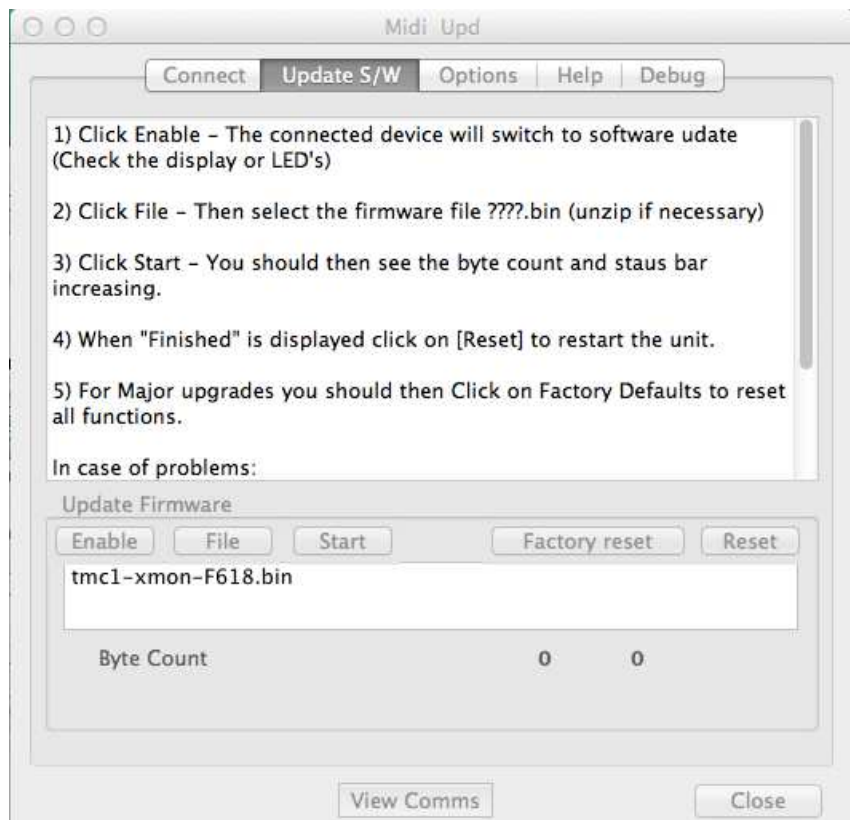 Midi Upd
Connect Update S/W Options Help Debug
1) Click Enable – The connected device will switch to software udate
(Check the display or LED's)
2) Click File – Then select the firmware file ????.bin (unzip if necessary)
3) Click Start – You should then see the byte count and staus bar
increasing.
4) When "Finished" is displayed click on [Reset] to restart the unit.
5) For Major upgrades you should then Click on Factory Defaults to reset
all functions.
In case of problems:
Update Firmware
Enable File Start Factory reset Reset
tmc1-xmon-F618.bin
Byte Count 0 0
View Comms Close